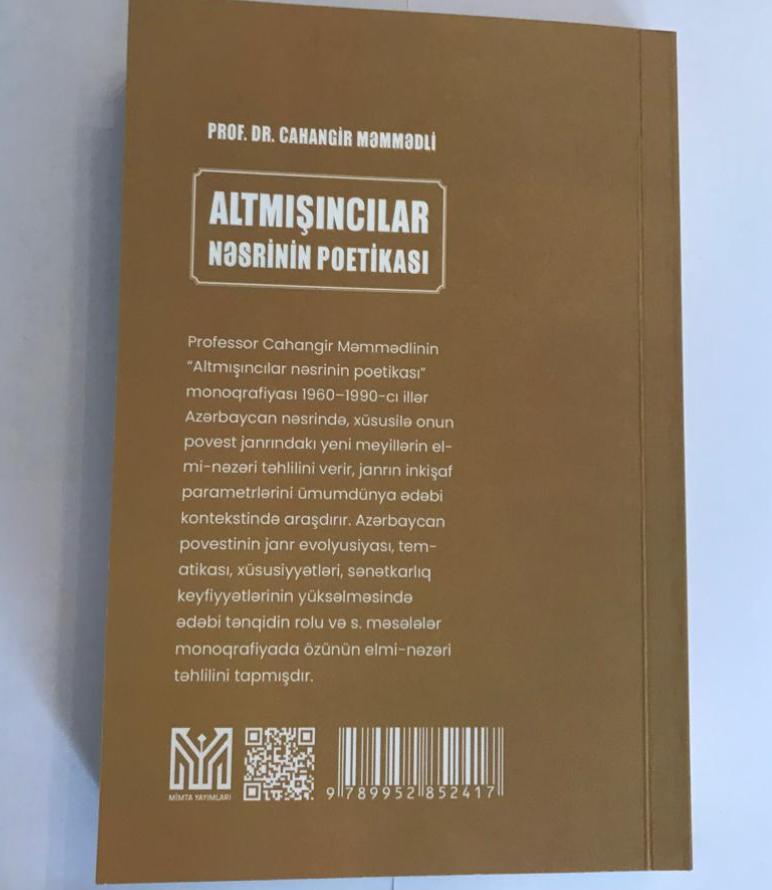 PROF. DR. CAHANGİR MƏMMƏDLİ
ALTMIŞINCILAR
NƏSRİNİN POETİKASI
Professor Cahangir Məmmədlinin
“Altmışıncılar nəsrinin poetikası”
monoqrafiyası 1960–1990-cı illər
Azərbaycan nəsrində, xüsusilə onun
povest janrındakı yeni meyillərin el-
mi-nəzəri təhlilini verir, janrın inkişaf
parametrlərini ümumdünya ədəbi
kontekstində araşdırır. Azərbaycan
povestinin janr evolyusiyası, tem-
atikası, xüsusiyyətləri, sənətkarlıq
keyfiyyətlərinin yüksəlməsində
ədəbi tənqidin rolu və s. məsələlər
monoqrafiyada özünün elmi-nəzəri
təhlilini tapmışdır.
MİMTA YAYIMLARI
9 789952 852417